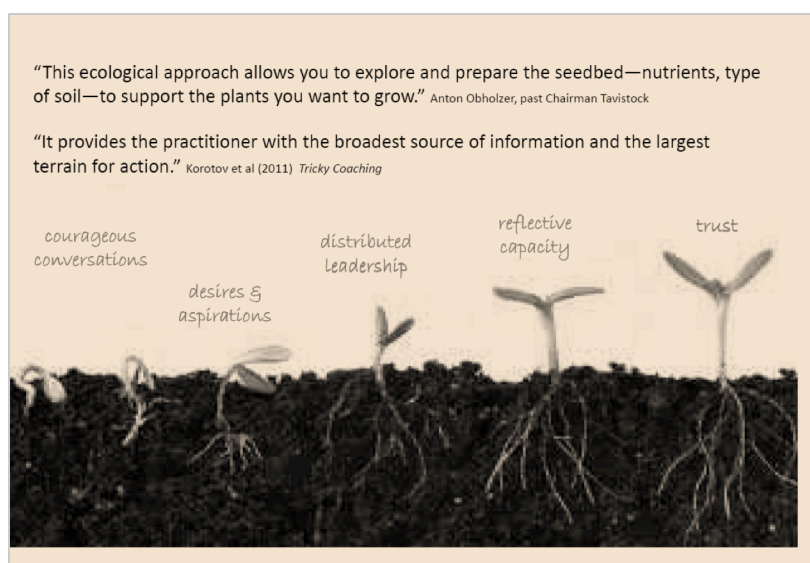 “This ecological approach allows you to explore and prepare the seedbed—nutrients, type
of soil—to support the plants you want to grow.” Anton Obholzer, past Chairman Tavistock
“It provides the practitioner with the broadest source of information and the largest
terrain for action.” Korotov et al (2011) Tricky Coaching
courageous
conversations
desires &
aspirations
distributed
leadership
reflective
capacity
trust